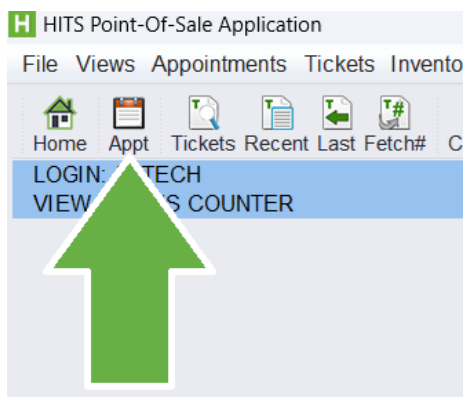 H HITS Point-Of-Sale Application
File Views Appointments Tickets
Home Appt Tickets Recent Last Fetch#
LOGIN: TECH
VIEW COUNTER